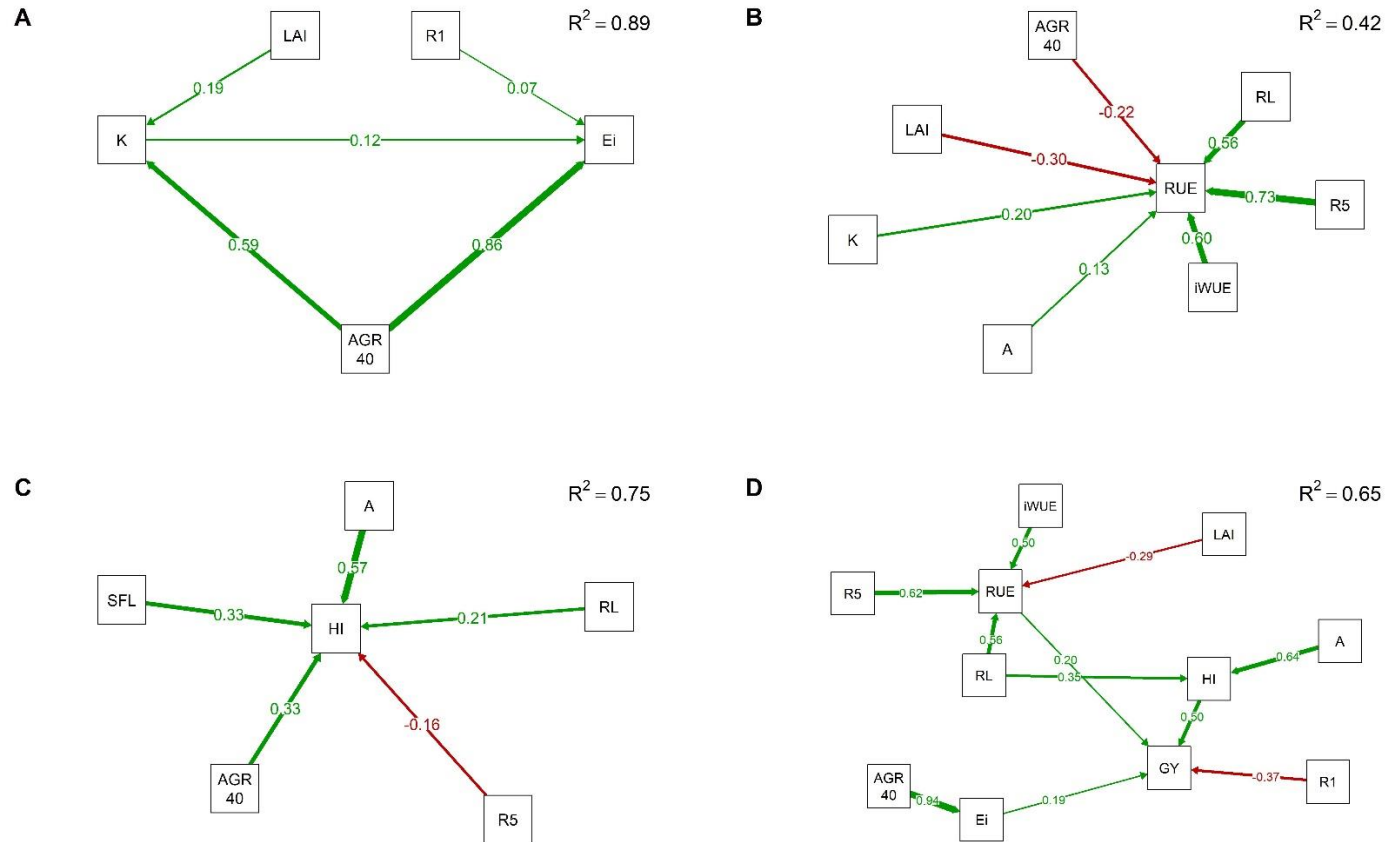 A
R² = 0.89
LAI
R1
0.19
0.07
K
0.12
Ei
0.59
0.86
AGR
40
B
R² = 0.42
AGR
40
RL
-0.22
LAI
0.56
-0.30
RUE
0.73
R5
0.20
K
0.60
0.13
iWUE
A
C
R² = 0.75
A
0.57
SFL
0.33
RL
0.21
HI
0.33
-0.16
AGR
40
R5
D
R² = 0.65
iWUE
LAI
0.50
-0.29
R5
0.62
RUE
0.56
A
0.20
0.64
RL
0.35
HI
0.50
GY
-0.37
R1
AGR
40
0.94
0.19
Ei